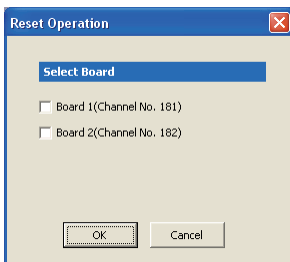 Reset Operation
Select Board
Board 1(Channel No. 181)
Board 2(Channel No. 182)
OK Cancel